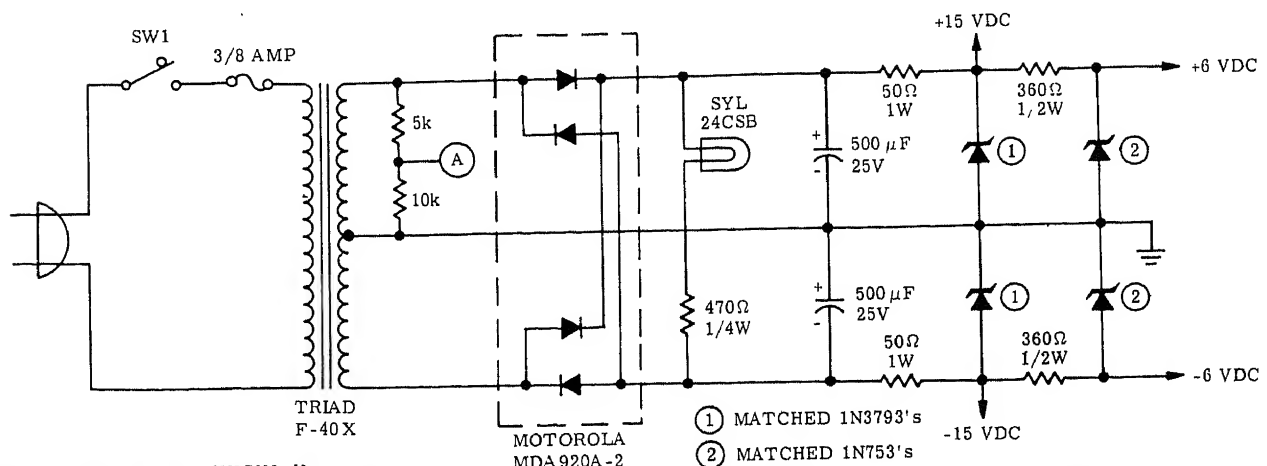 SW1
3/8 AMP
TRIAD
F-40X
5k
A
10k
MOTOROLA
MDA920A-2
SYL
24CSB
470Ω
1/4W
+
500 µF
25V
-
+
500 µF
25V
-
50Ω
1W
50Ω
1W
+15 VDC
360Ω
1/2W
+6 VDC
1
2
1
2
360Ω
1/2W
-6 VDC
-15 VDC
1 MATCHED 1N3793's
2 MATCHED 1N753's